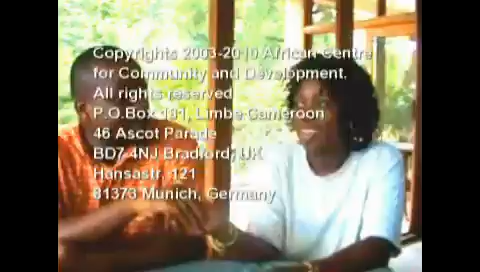 Copyrights 2003-2010 African Centre
for Community and Development.
All rights reserved
P.O.Box 181, Limbe Cameroon
46 Ascot Parade
BD7 4NJ Bradford, UK
Hansastr. 121
81373 Munich, Germany